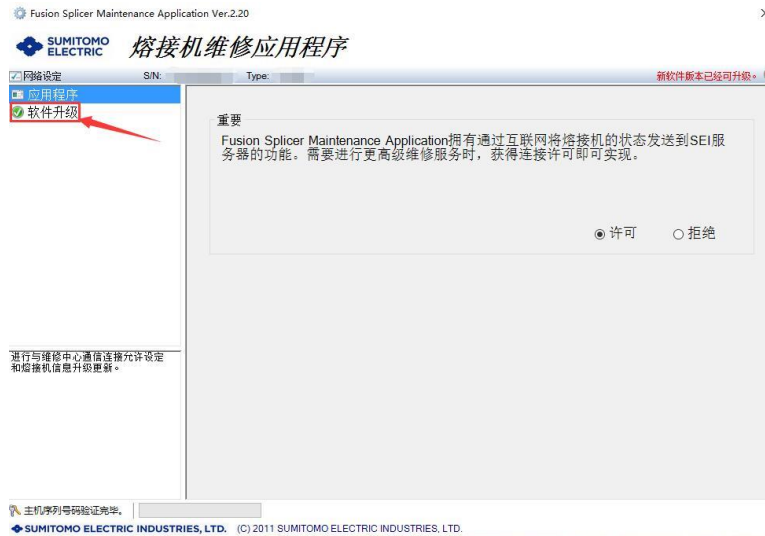 Fusion Splicer Maintenance Application Ver.2.20
SUMITOMO
ELECTRIC
熔接机维修应用程序
网络设定 S/N: Type: 新软件版本已经可升级。
应用程序
软件升级
重要
Fusion Splicer Maintenance Application拥有通过互联网将熔接机的状态发送到SEI服
务器的功能。需要进行更高级维修服务时，获得连接许可即可实现。
许可 拒绝
进行与维修中心通信连接允许设定
和熔接机信息升级更新。
主机序列号码验证完毕。
SUMITOMO ELECTRIC INDUSTRIES, LTD. (C) 2011 SUMITOMO ELECTRIC INDUSTRIES, LTD.